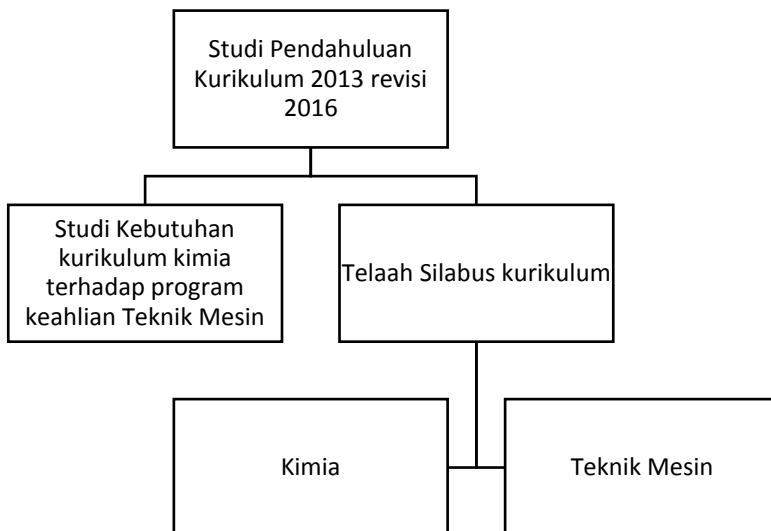 Studi Pendahuluan
Kurikulum 2013 revisi
2016
Studi Kebutuhan
kurikulum kimia
terhadap program
keahlian Teknik Mesin
Telaah Silabus kurikulum
Kimia
Teknik Mesin